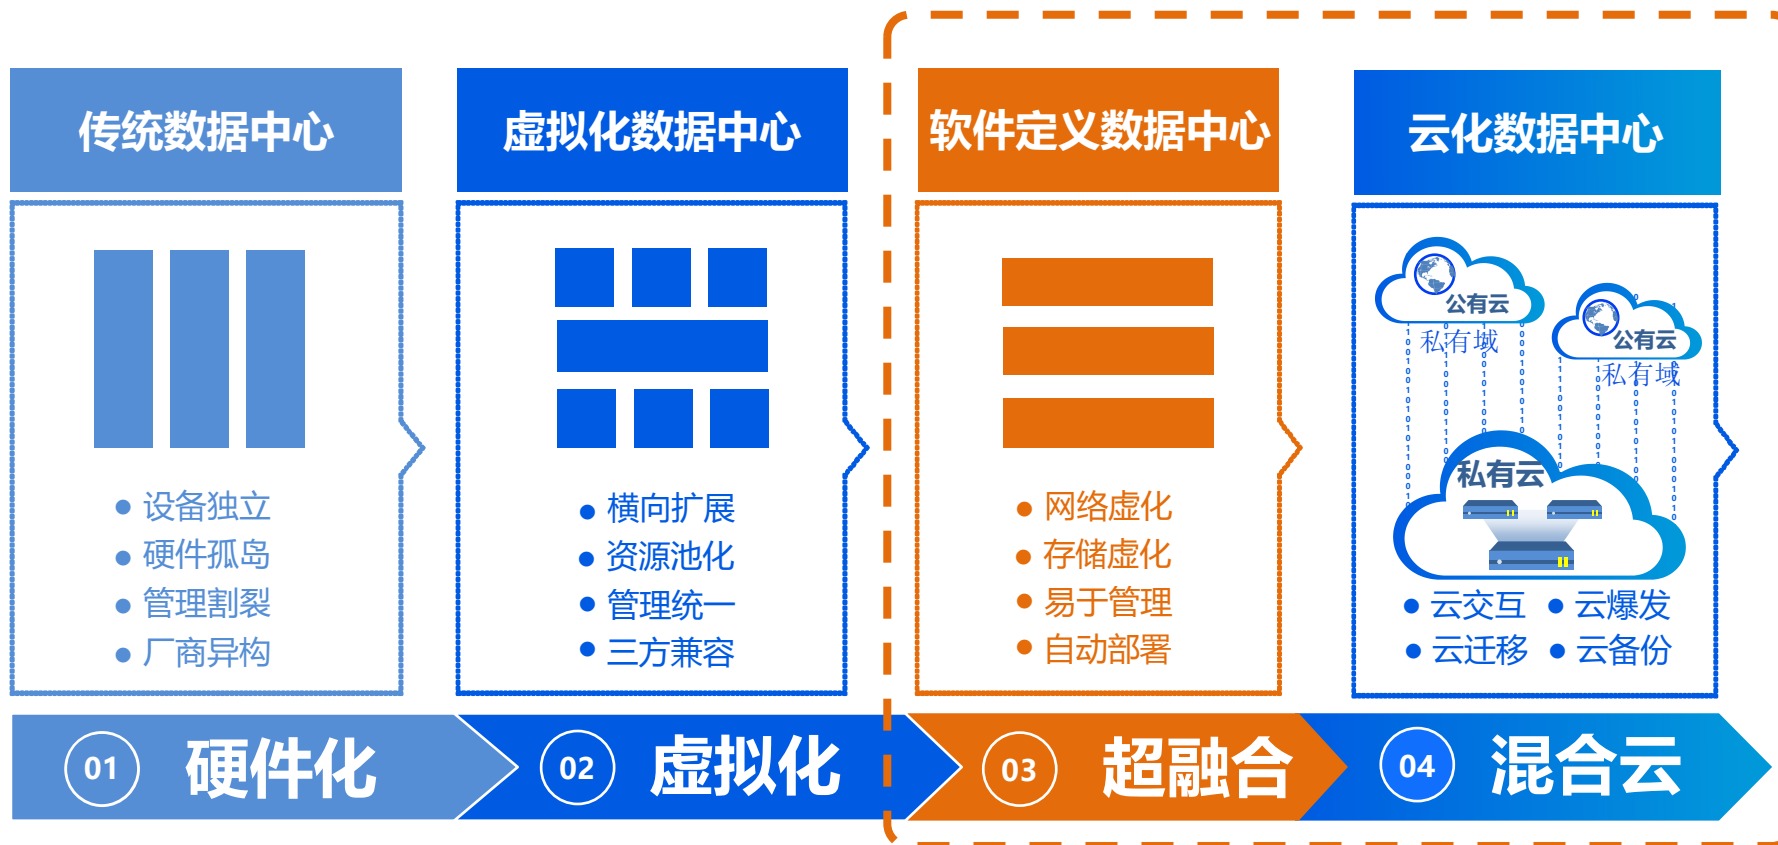 传统数据中心
设备独立
硬件孤岛
管理割裂
厂商异构
虚拟化数据中心
横向扩展
资源池化
管理统一
三方兼容
软件定义数据中心
网络虚化
存储虚化
易于管理
自动部署
云化数据中心
公有云
私有域
公有云
私有域
私有云
云交互
云爆发
云迁移
云备份
01 硬件化
02 虚拟化
03 超融合
04 混合云